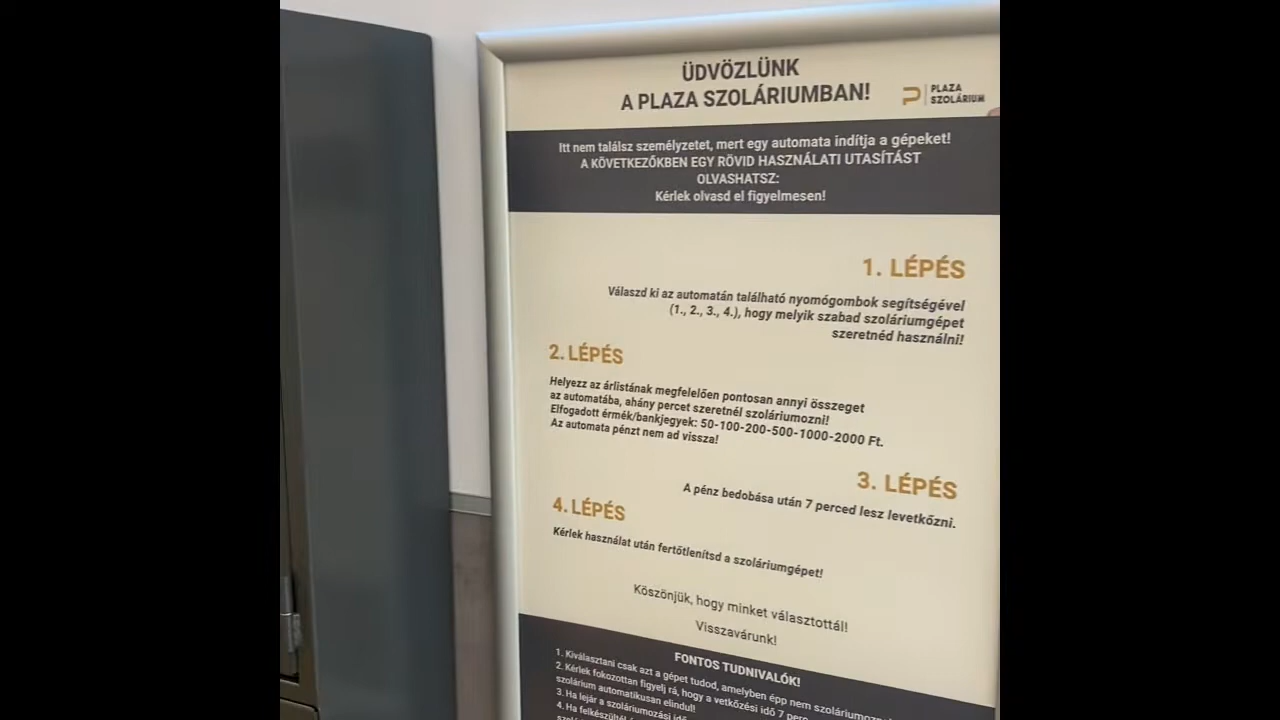 ÜDVÖZLÜNK
A PLAZA SZOLÁRIUMBAN!
PLAZA
SZOLÁRIUM
Itt nem találsz személyzetet, mert egy automata indítja a gépeket!
A KÖVETKEZŐKBEN EGY RÖVID HASZNÁLATI UTASÍTÁST
OLVASHATSZ:
Kérlek olvasd el figyelmesen!
1. LÉPÉS
Válaszd ki az automatán található nyomógombok segítségével
(1., 2., 3., 4.), hogy melyik szabad szoláriumgépet
szeretnéd használni!
2. LÉPÉS
Helyezz az árlistának megfelelően pontosan annyi összeget
az automatába, ahány percet szeretnél szoláriumozni!
Elfogadott érmék/bankjegyek: 50-100-200-500-1000-2000 Ft.
Az automata pénzt nem ad vissza!
3. LÉPÉS
A pénz bedobása után 7 perced lesz levetkőzni.
4. LÉPÉS
Kérlek használat után fertőtlenítsd a szoláriumgépet!
Köszönjük, hogy minket választottál!
Visszavárunk!
FONTOS TUDNIVALÓK!
1. Kiválasztani csak azt a gépet tudod, amelyben épp nem
2. Kérlek fokozottan figyelj rá, hogy a vetkőzési idő 7
szolárium automatikusan elindul!
3. Ha lejár a szoláriumozási
4. Ha felkészültél